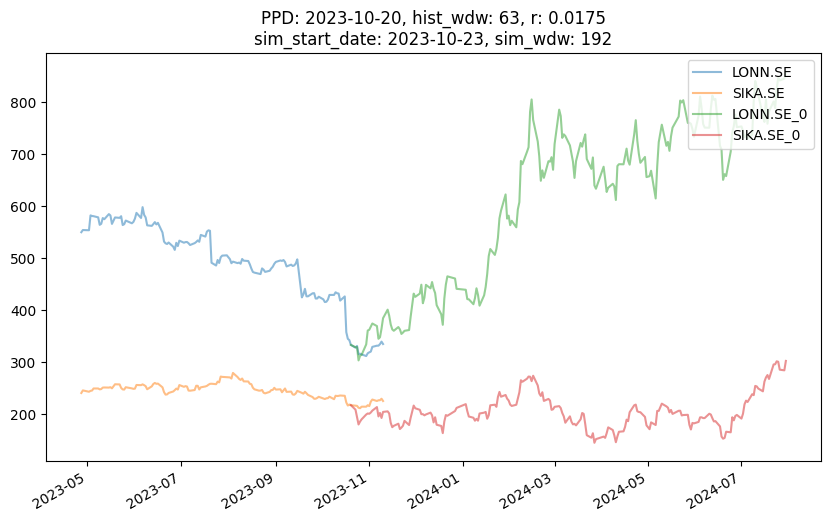 PPD: 2023-10-20, hist_wdw: 63, r: 0.0175
sim_start_date: 2023-10-23, sim_wdw: 192
LONN.SE
SIKA.SE
LONN.SE_0
SIKA.SE_0
800
700
600
500
400
300
200
2023-05
2023-07
2023-09
2023-11
2024-01
2024-03
2024-05
2024-07